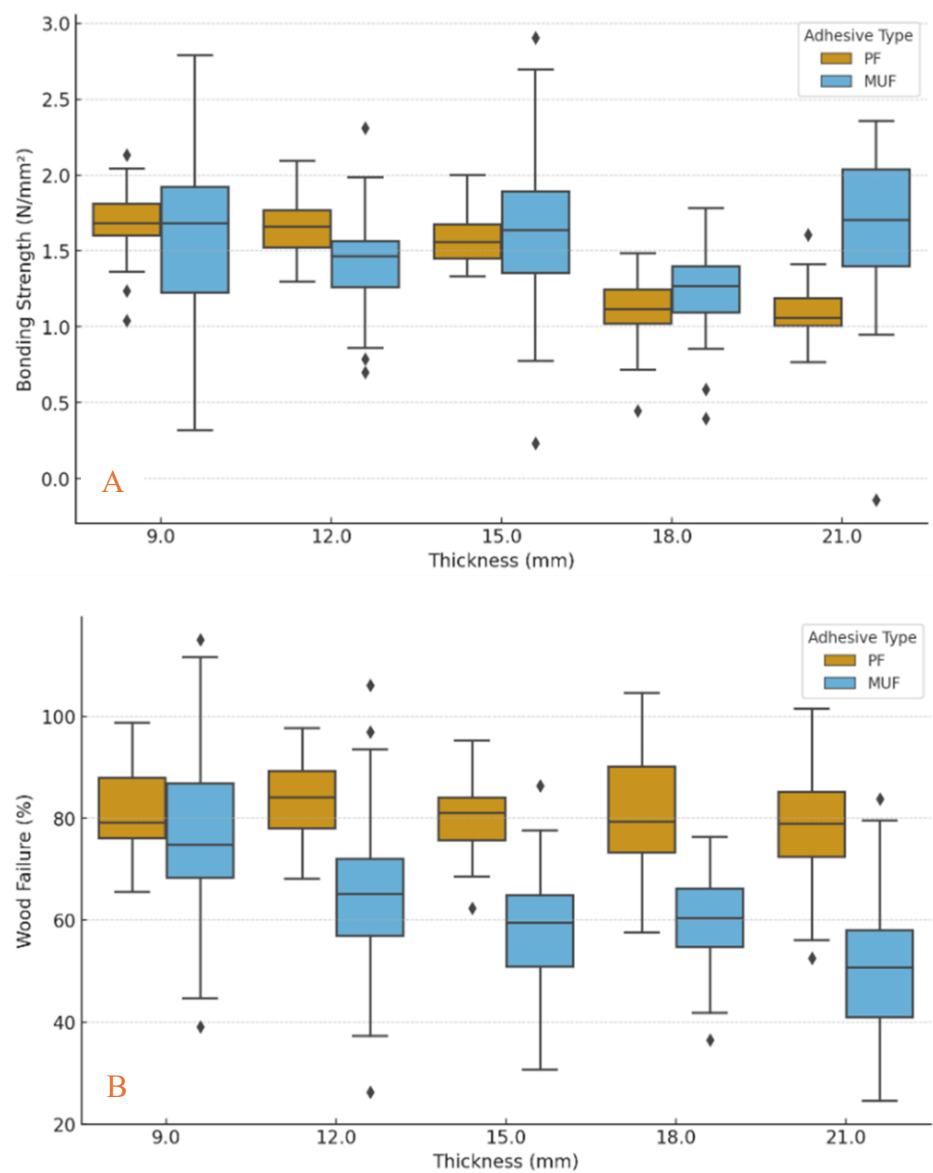 3.0
2.5
2.0
1.5
1.0
0.5
0.0
Bonding Strength (N/mm²)
Adhesive Type
PF
MUF
A
9.0 12.0 15.0 18.0 21.0
Thickness (mm)
100
80
60
40
20
Wood Failure (%)
Adhesive Type
PF
MUF
B
9.0 12.0 15.0 18.0 21.0
Thickness (mm)